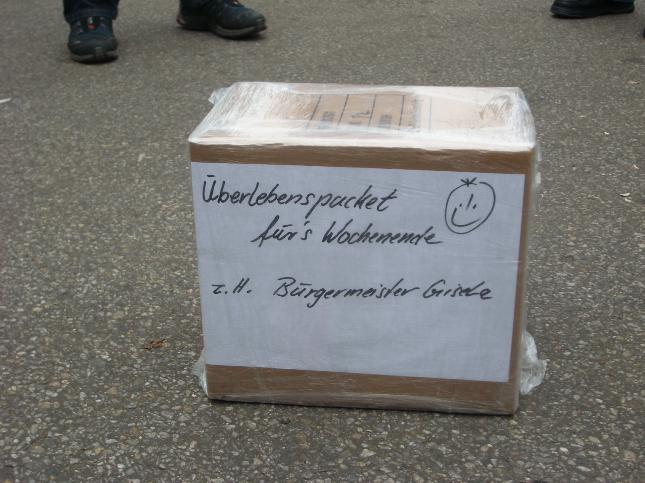 Überlebenspacket
für's Wochenende
z.H. Bürgermeister Gisele